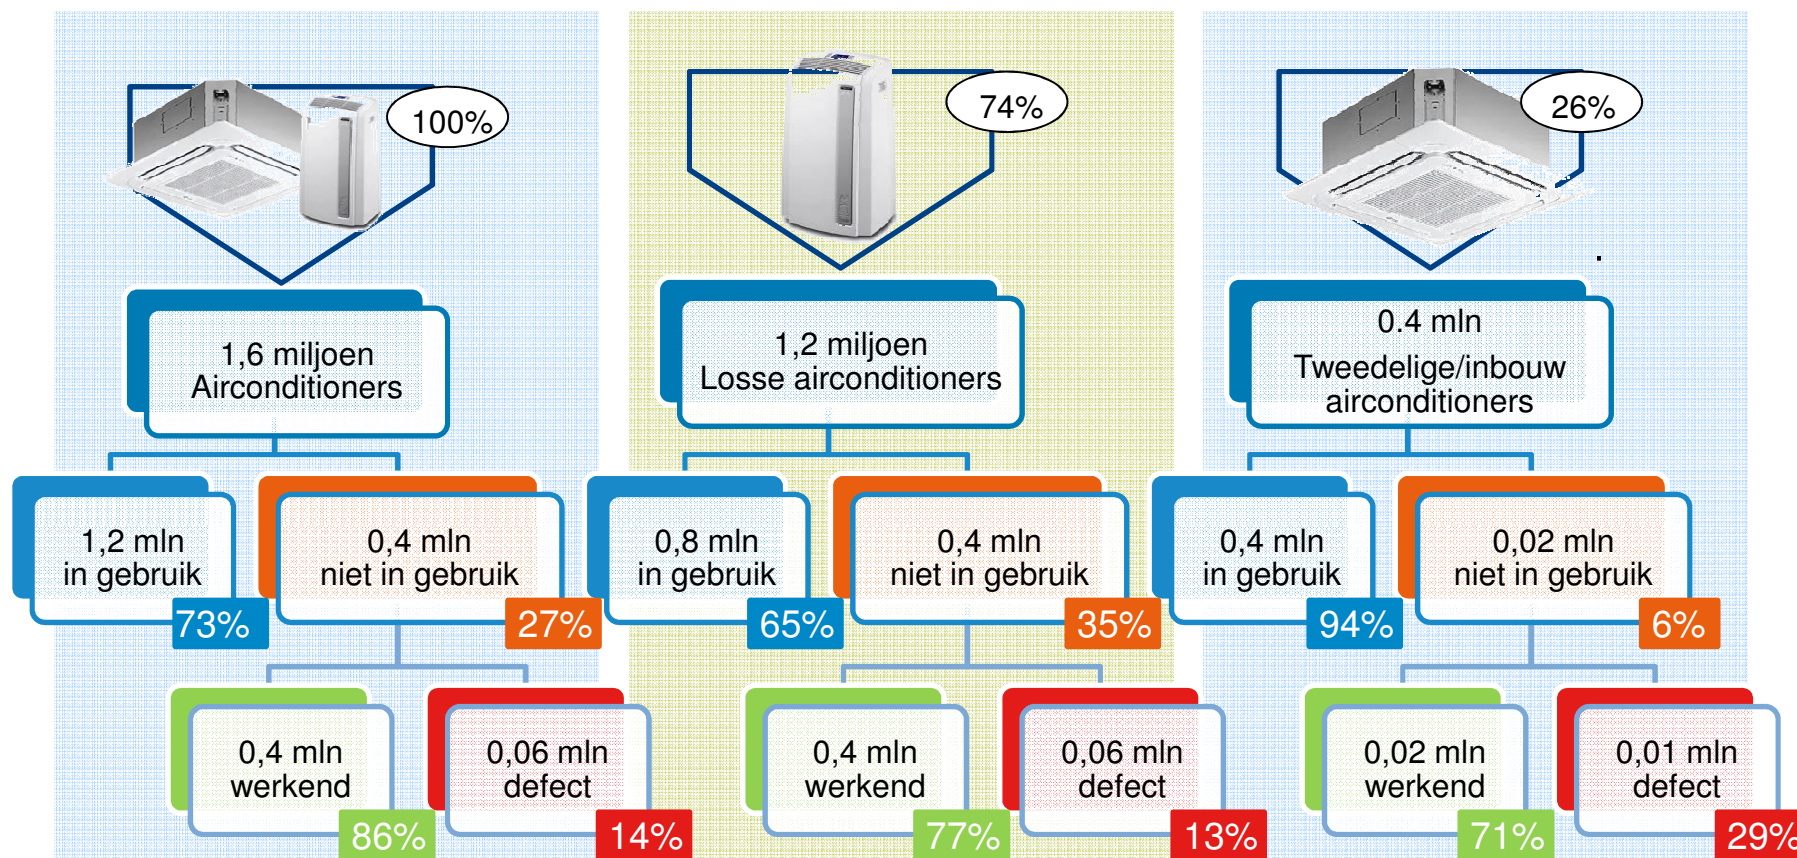 100%
1,6 miljoen
Airconditioners
1,2 mln
in gebruik
73%
0,4 mln
niet in gebruik
27%
0,4 mln
werkend
86%
0,06 mln
defect
14%
74%
1,2 miljoen
Losse airconditioners
0,8 mln
in gebruik
65%
0,4 mln
niet in gebruik
35%
0,4 mln
werkend
77%
0,06 mln
defect
13%
26%
.
0.4 mln
Tweedelige/inbouw
airconditioners
0,4 mln
in gebruik
94%
0,02 mln
niet in gebruik
6%
0,02 mln
werkend
71%
0,01 mln
defect
29%